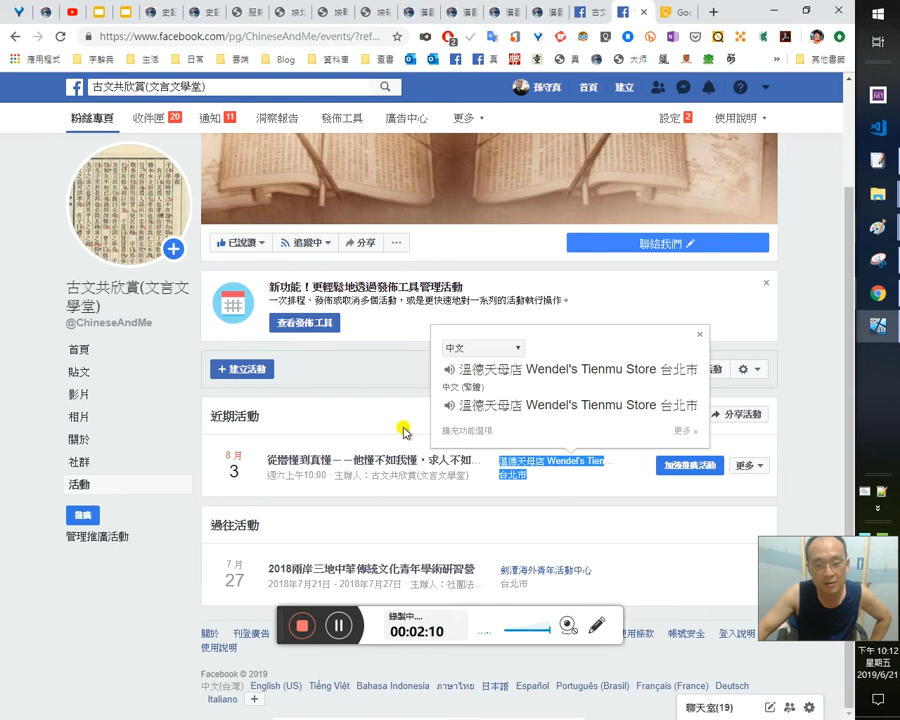 史記
史記
古文
Goo
https://www.facebook.com/pg/ChineseAndMe/events/?ref...
應用程式
字辭典
生活
日常
雲端
Blog
資料庫
圖書
真
大师
其他書籤
古文共欣賞(文言文學堂)
孫守真
首頁
建立
粉絲專頁
收件匣 20
通知 11
洞察報告
發佈工具
廣告中心
更多
設定 2
使用說明
已說讚
追蹤中
分享
聯絡我們
古文共欣賞(文言文
學堂)
@ChineseAndMe
首頁
貼文
影片
相片
關於
社群
活動
推廣
管理推廣活動
新功能！更輕鬆地透過發佈工具管理活動
一次排程、發佈或取消多個活動，或是更快速地對一系列的活動執行操作。
查看發佈工具
+ 建立活動
活動
中文
溫德天母店 Wendel's Tienmu Store 台北市
中文 (繁體)
溫德天母店 Wendel's Tienmu Store 台北市
擴充功能選項
更多 »
近期活動
分享活動
8 月
3
從懵懂到真懂－－他懂不如我懂，求人不如...
週六上午10:00 · 主辦人：古文共欣賞(文言文學堂)
溫德天母店 Wendel's Tien...
台北市
加強推廣活動
更多
過往活動
7 月
27
2018兩岸三地中華傳統文化青年學術研習營
2018年7月21日 - 2018年7月27日 · 主辦人：社團法...
劍潭海外青年活動中心
台北市
錄製中....
00:02:10
關於
刊登廣告
使用條款
帳號安全
登入說明
使用說明
Facebook © 2019
中文(台灣)
English (US)
Tiếng Việt
Bahasa Indonesia
ภาษาไทย
日本語
Español
Português (Brasil)
Français (France)
Deutsch
Italiano
聊天室(19)
下午 10:12
星期五
2019/6/21